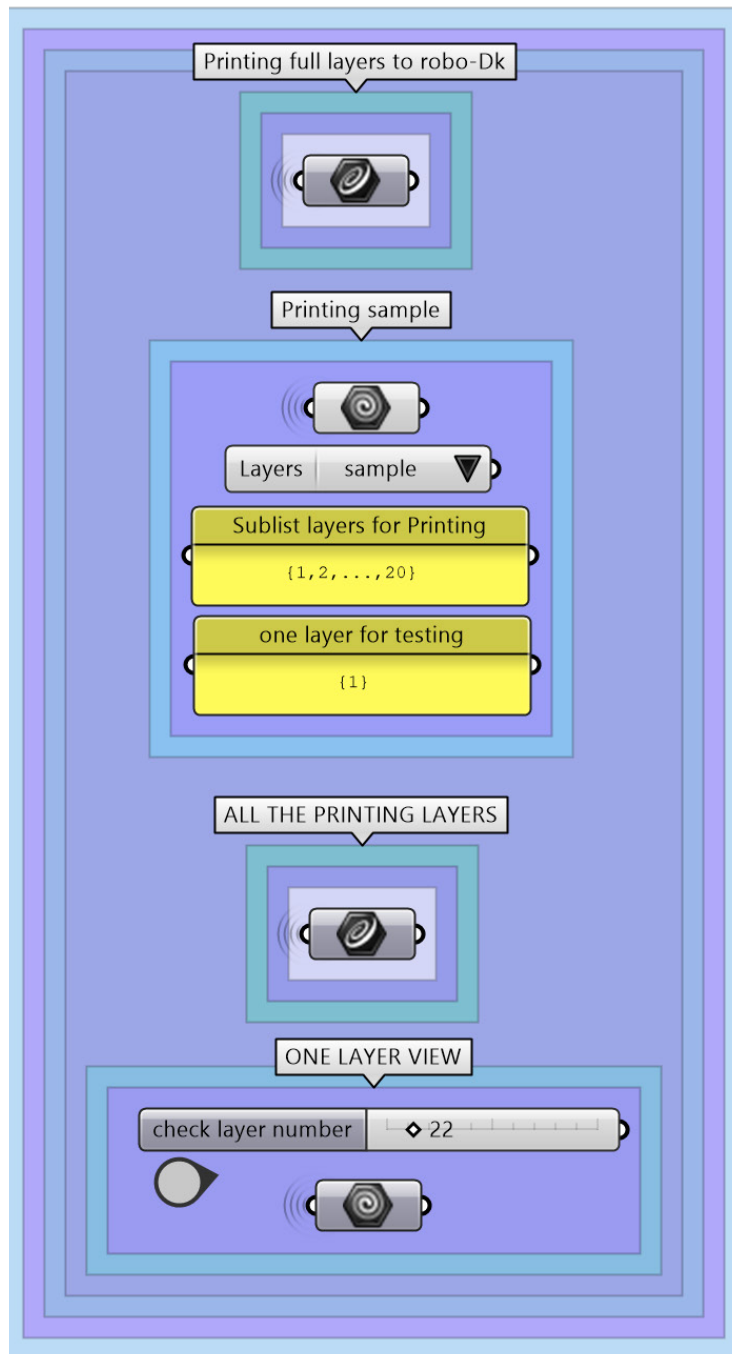 Printing full layers to robo-Dk
Printing sample
Layers sample
Sublist layers for Printing
{1,2,...,20}
one layer for testing
{1}
ALL THE PRINTING LAYERS
ONE LAYER VIEW
check layer number 22